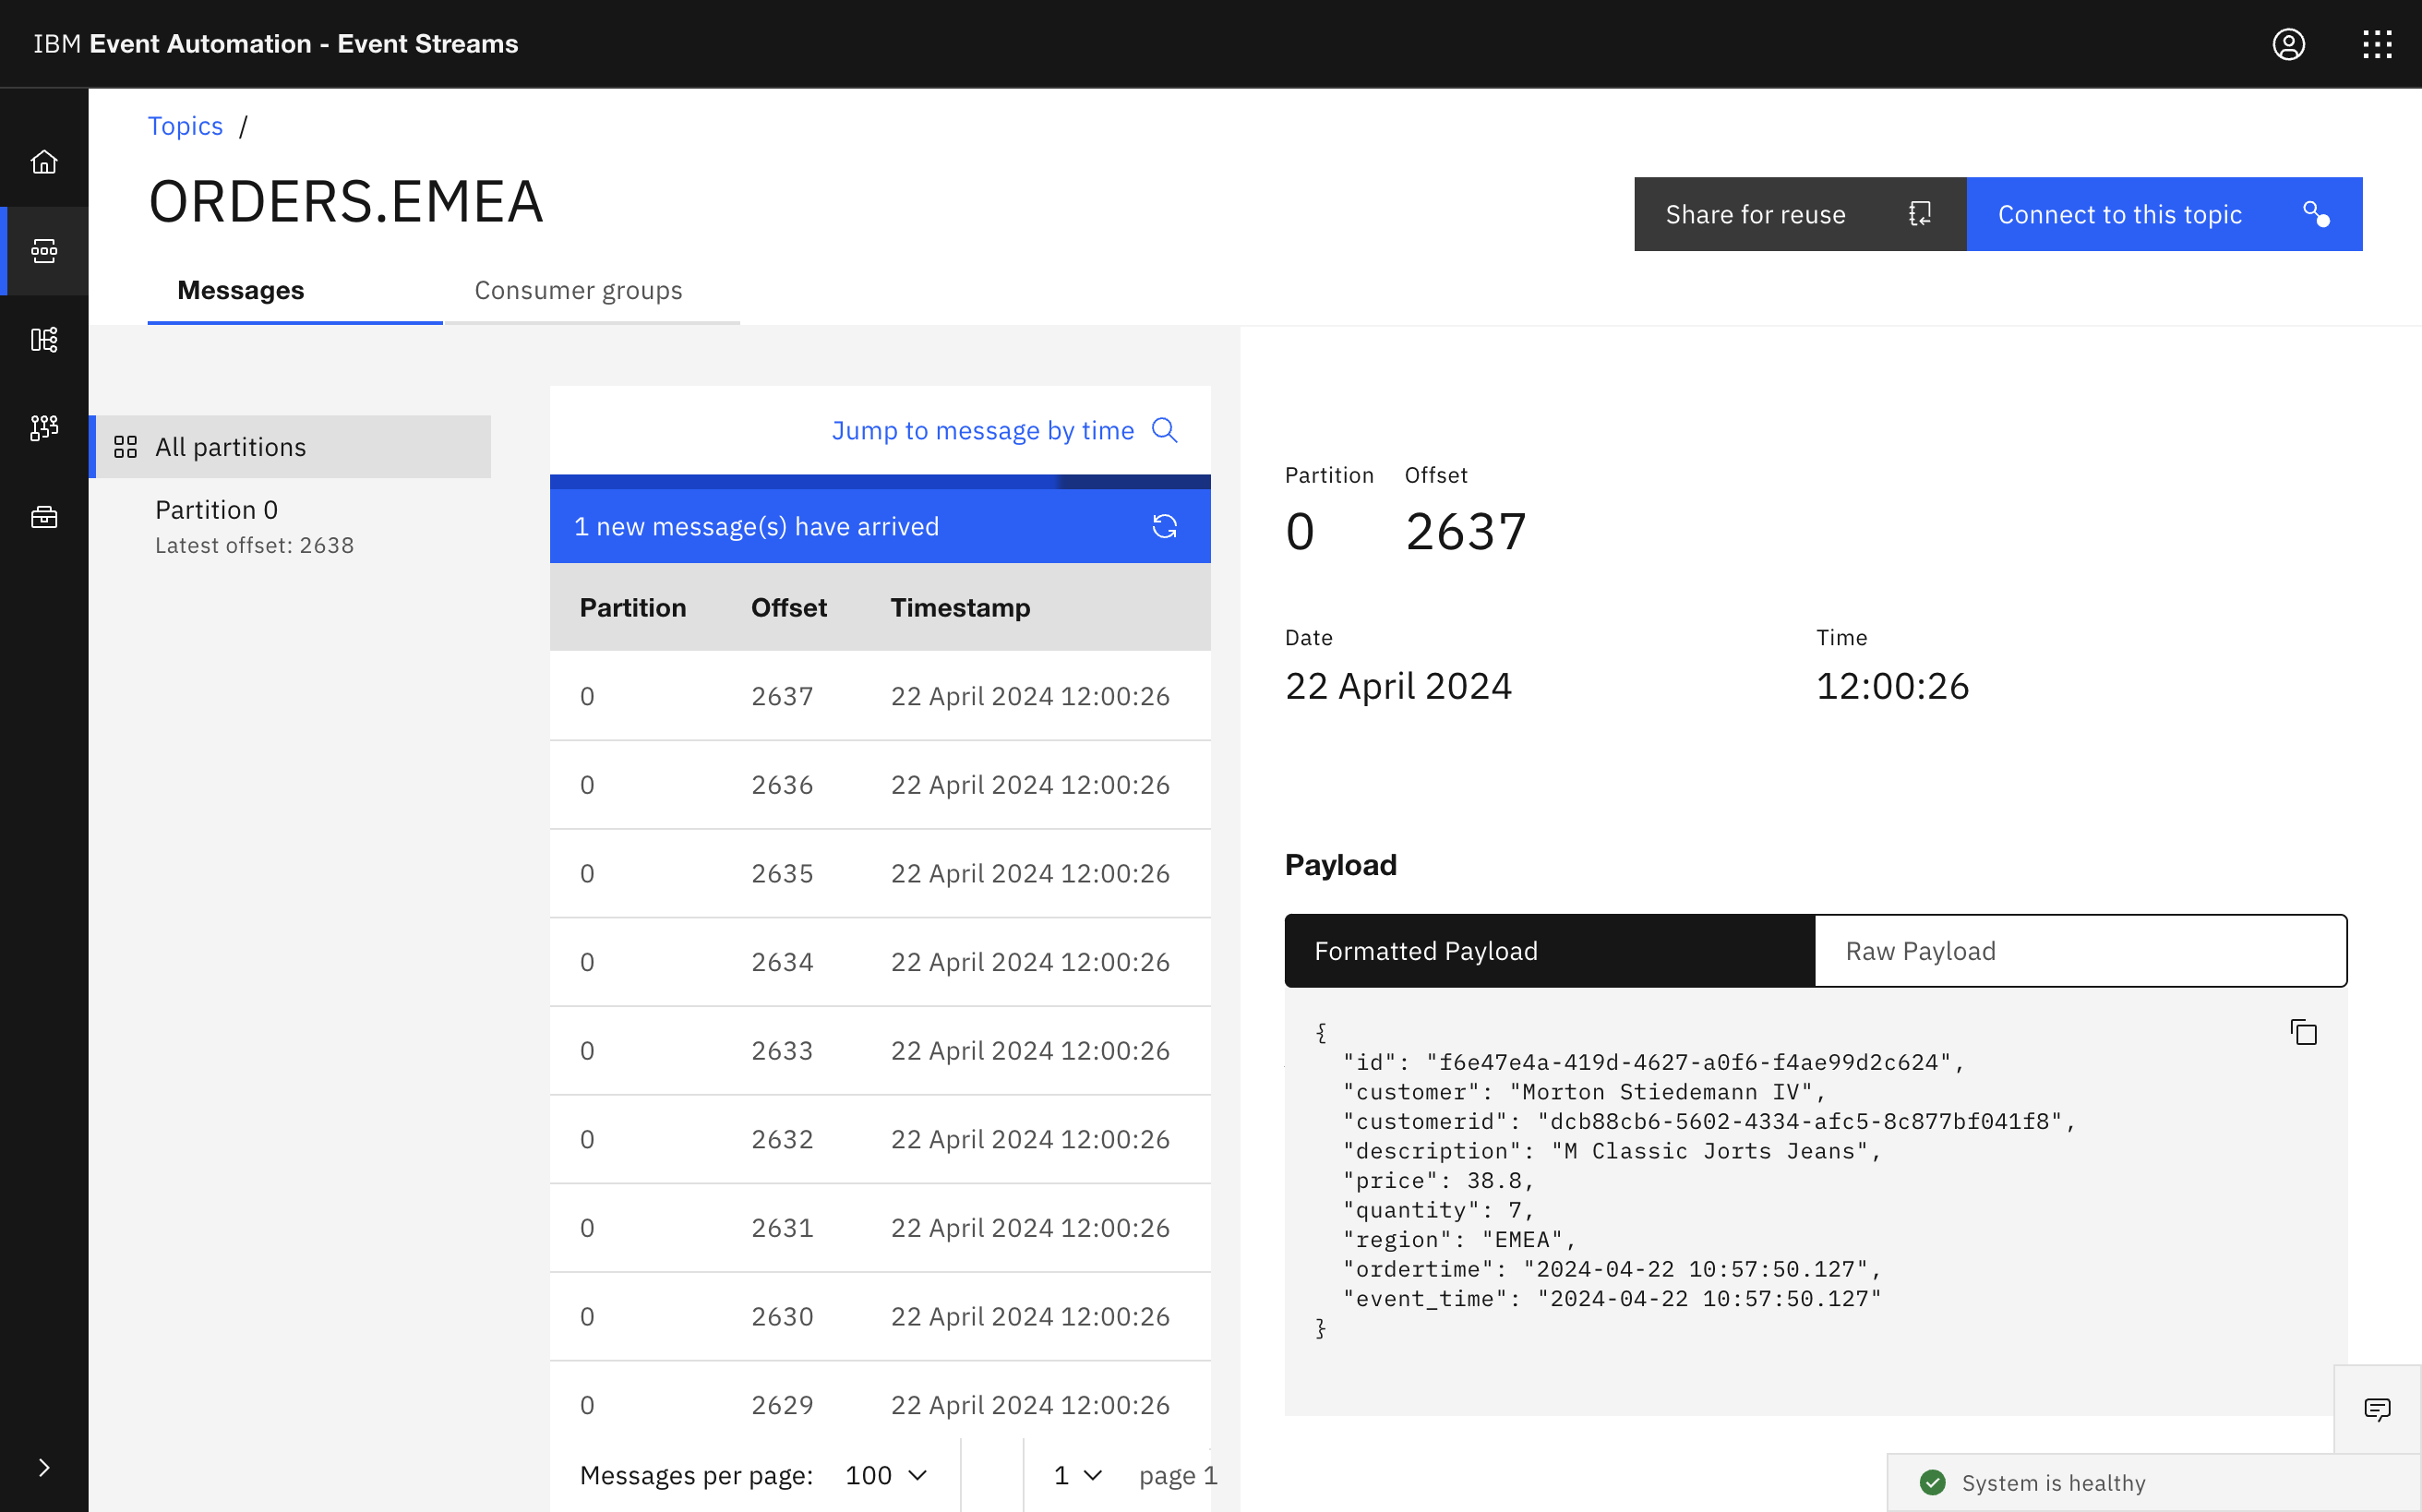 IBM Event Automation - Event Streams
Topics /
ORDERS.EMEA
Share for reuse
Connect to this topic
Messages
Consumer groups
All partitions
Partition 0
Latest offset: 2638
Jump to message by time
1 new message(s) have arrived
Partition Offset Timestamp
0 2637 22 April 2024 12:00:26
0 2636 22 April 2024 12:00:26
0 2635 22 April 2024 12:00:26
0 2634 22 April 2024 12:00:26
0 2633 22 April 2024 12:00:26
0 2632 22 April 2024 12:00:26
0 2631 22 April 2024 12:00:26
0 2630 22 April 2024 12:00:26
0 2629 22 April 2024 12:00:26
Messages per page: 100 1 page 1
Partition Offset
0 2637
Date Time
22 April 2024 12:00:26
Payload
Formatted Payload Raw Payload
{
"id": "f6e47e4a-419d-4627-a0f6-f4ae99d2c624",
"customer": "Morton Stiedemann IV",
"customerid": "dcb88cb6-5602-4334-afc5-8c877bf041f8",
"description": "M Classic Jorts Jeans",
"price": 38.8,
"quantity": 7,
"region": "EMEA",
"ordertime": "2024-04-22 10:57:50.127",
"event_time": "2024-04-22 10:57:50.127"
}
System is healthy